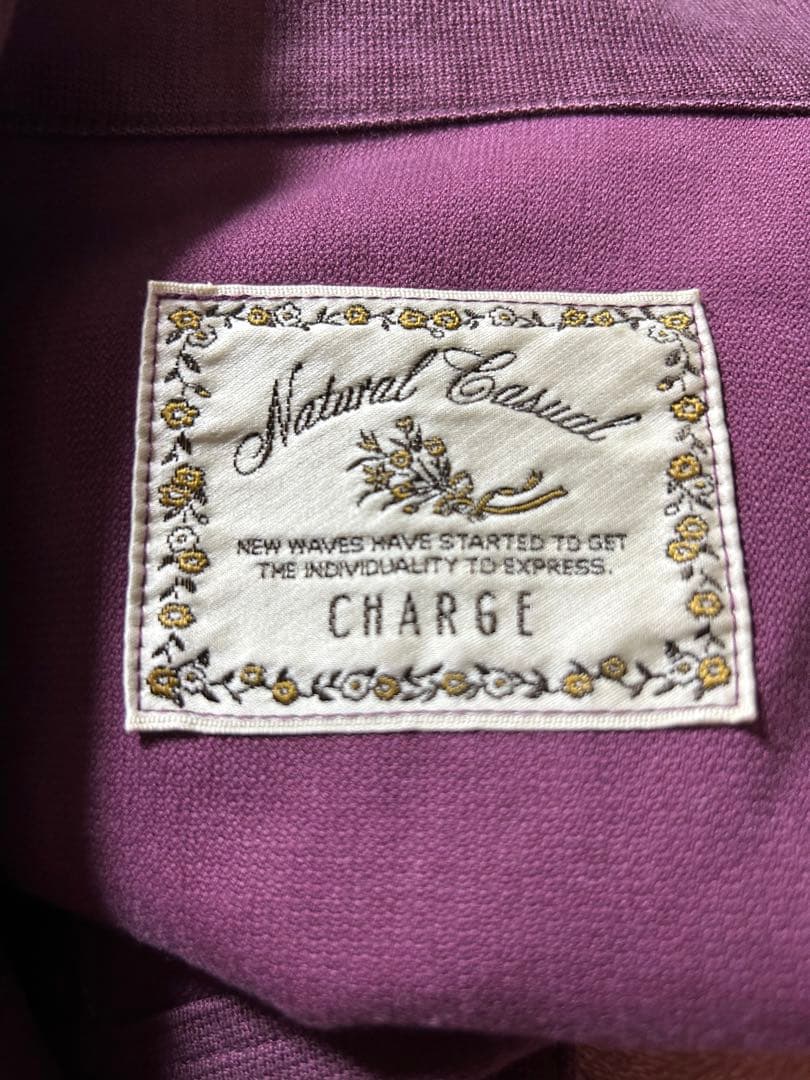 Natural Casual
NEW WAVES HAVE STARTED TO GET
THE INDIVIDUALITY TO EXPRESS.
CHARGE